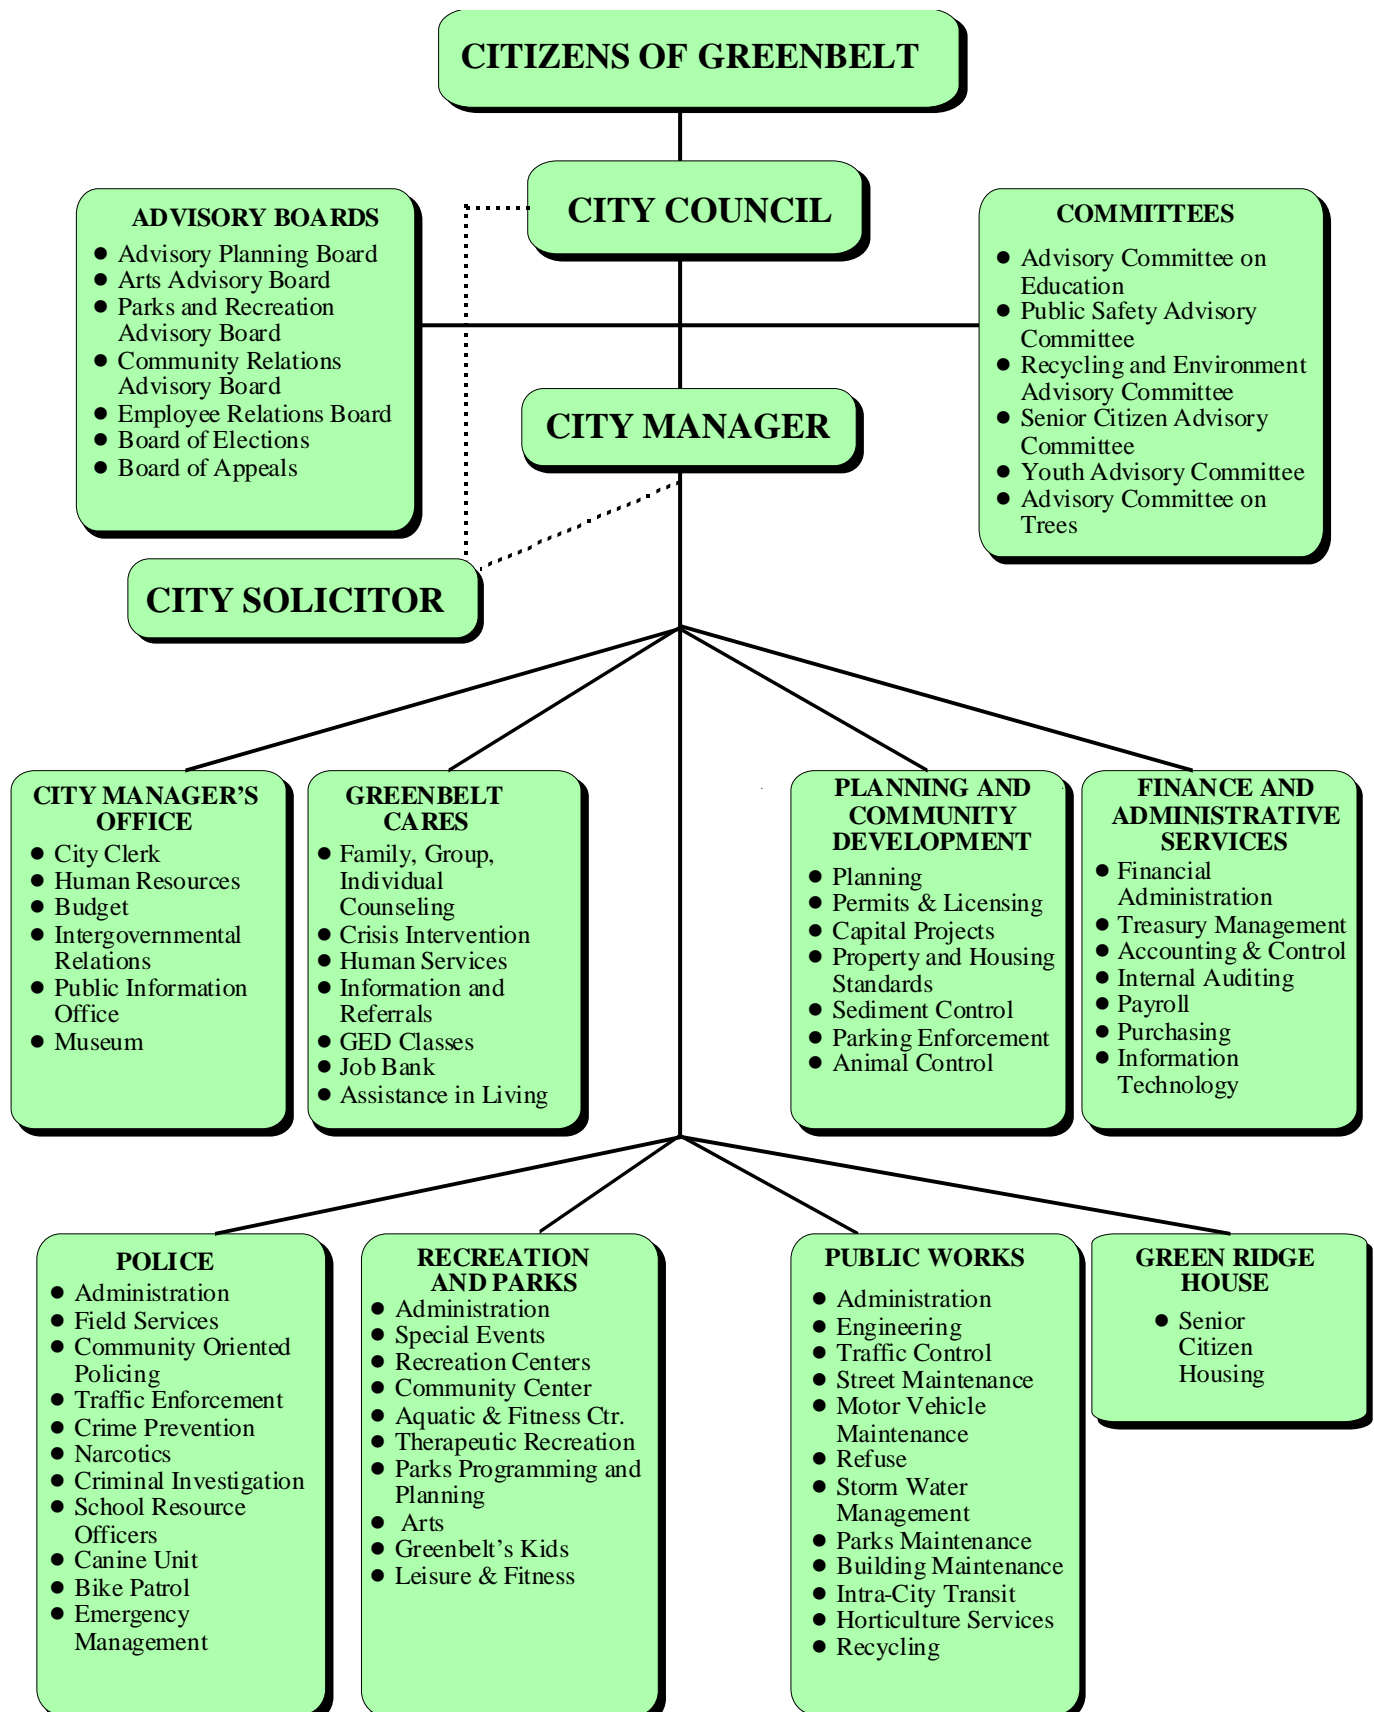 CITIZENS OF GREENBELT
CITY COUNCIL
ADVISORY BOARDS
● Advisory Planning Board
● Arts Advisory Board
● Parks and Recreation
Advisory Board
● Community Relations
Advisory Board
● Employee Relations Board
● Board of Elections
● Board of Appeals
COMMITTEES
● Advisory Committee on
Education
● Public Safety Advisory
Committee
● Recycling and Environment
Advisory Committee
● Senior Citizen Advisory
Committee
● Youth Advisory Committee
● Advisory Committee on
Trees
CITY MANAGER
CITY SOLICITOR
CITY MANAGER’S
OFFICE
● City Clerk
● Human Resources
● Budget
● Intergovernmental
Relations
● Public Information
Office
● Museum
GREENBELT
CARES
● Family, Group,
Individual
Counseling
● Crisis Intervention
● Human Services
● Information and
Referrals
● GED Classes
● Job Bank
● Assistance in Living
PLANNING AND
COMMUNITY
DEVELOPMENT
● Planning
● Permits & Licensing
● Capital Projects
● Property and Housing
Standards
● Sediment Control
● Parking Enforcement
● Animal Control
FINANCE AND
ADMINISTRATIVE
SERVICES
● Financial
Administration
● Treasury Management
● Accounting & Control
● Internal Auditing
● Payroll
● Purchasing
● Information
Technology
POLICE
● Administration
● Field Services
● Community Oriented
Policing
● Traffic Enforcement
● Crime Prevention
● Narcotics
● Criminal Investigation
● School Resource
Officers
● Canine Unit
● Bike Patrol
● Emergency
Management
RECREATION
AND PARKS
● Administration
● Special Events
● Recreation Centers
● Community Center
● Aquatic & Fitness Ctr.
● Therapeutic Recreation
● Parks Programming and
Planning
● Arts
● Greenbelt’s Kids
● Leisure & Fitness
PUBLIC WORKS
● Administration
● Engineering
● Traffic Control
● Street Maintenance
● Motor Vehicle
Maintenance
● Refuse
● Storm Water
Management
● Parks Maintenance
● Building Maintenance
● Intra-City Transit
● Horticulture Services
● Recycling
GREEN RIDGE
HOUSE
● Senior
Citizen
Housing